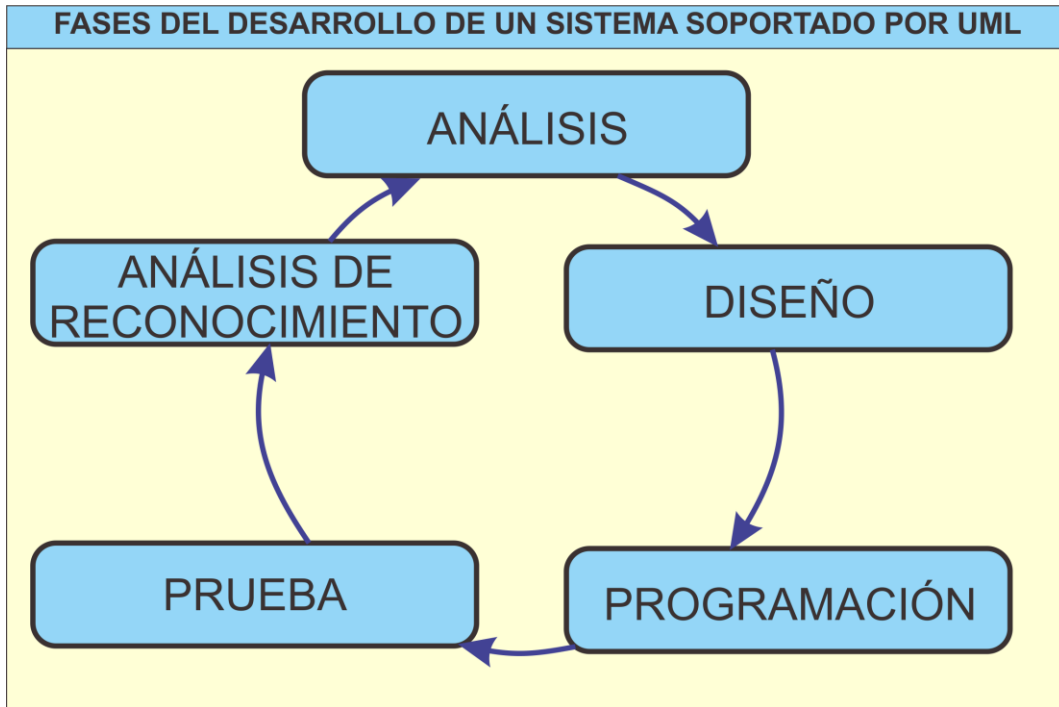 FASES DEL DESARROLLO DE UN SISTEMA SOPORTADO POR UML
ANÁLISIS
ANÁLISIS DE
RECONOCIMIENTO
DISEÑO
PRUEBA
PROGRAMACIÓN